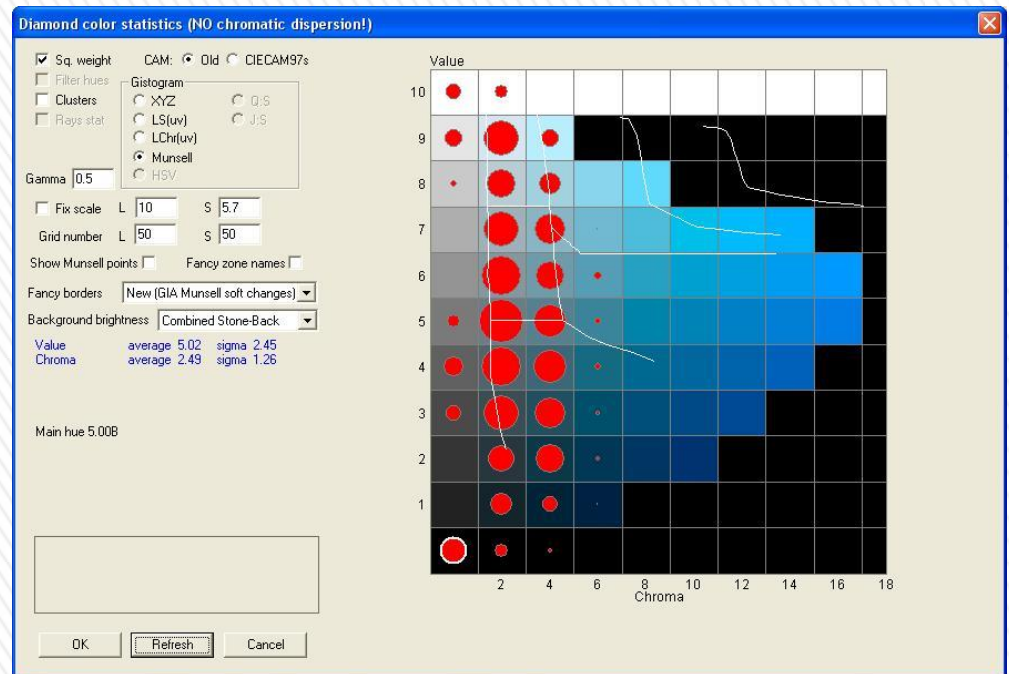 Diamond color statistics (NO chromatic dispersion!)
Sq. weight CAM: Old CIECAM97s
Filter hues
Clusters
Rays stat
Gistogram
XYZ Q:S
LS(uv) J:S
LChr(uv)
Munsell
HSV
Gamma 0.5
Fix scale L 10 S 5.7
Grid number L 50 S 50
Show Munsell points Fancy zone names
Fancy borders New (GIA Munsell soft changes)
Background brightness Combined Stone-Back
Value average 5.02 sigma 2.45
Chroma average 2.49 sigma 1.26
Main hue 5.00B
OK Refresh Cancel
Value
10
9
8
7
6
5
4
3
2
1
2 4 6 8 10 12 14 16 18
Chroma